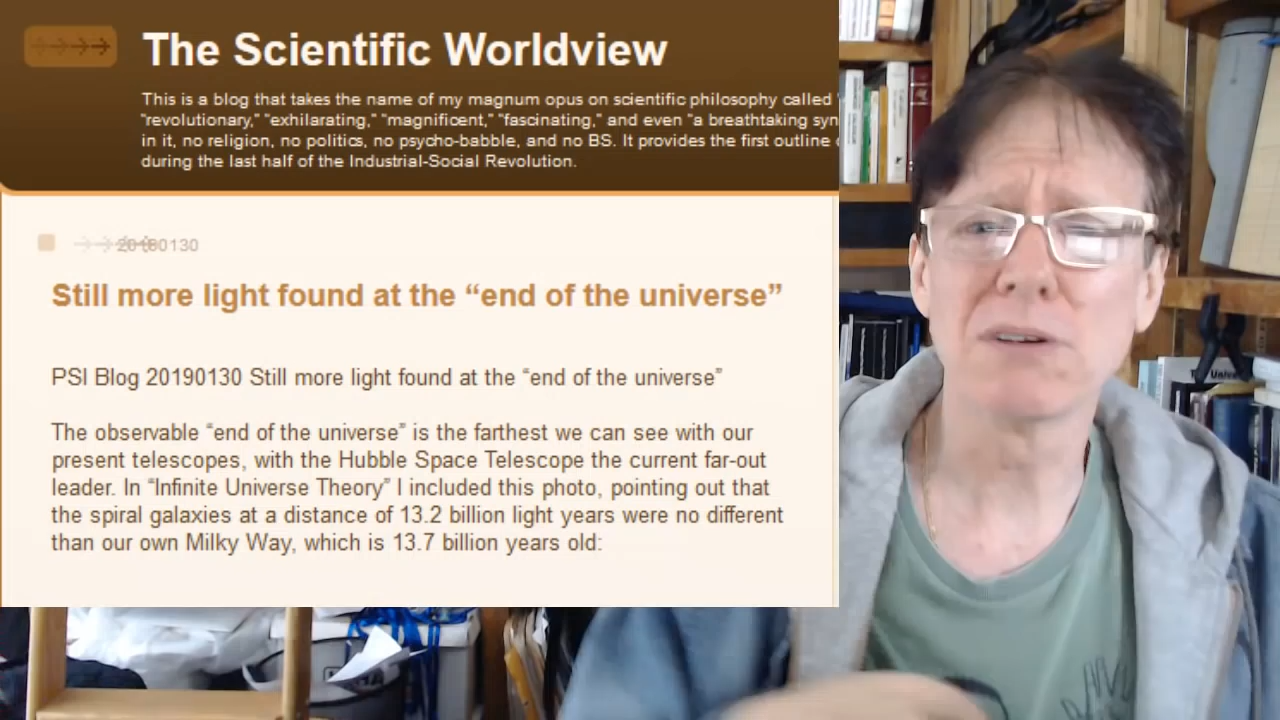 The Scientific Worldview
This is a blog that takes the name of my magnum opus on scientific philosophy called "
"revolutionary," "exhilarating," "magnificent," "fascinating," and even "a breathtaking syn
in it, no religion, no politics, no psycho-babble, and no BS. It provides the first outline o
during the last half of the Industrial-Social Revolution.
20180130
Still more light found at the “end of the universe”
PSI Blog 20190130 Still more light found at the “end of the universe”
The observable “end of the universe” is the farthest we can see with our
present telescopes, with the Hubble Space Telescope the current far-out
leader. In “Infinite Universe Theory” I included this photo, pointing out that
the spiral galaxies at a distance of 13.2 billion light years were no different
than our own Milky Way, which is 13.7 billion years old: